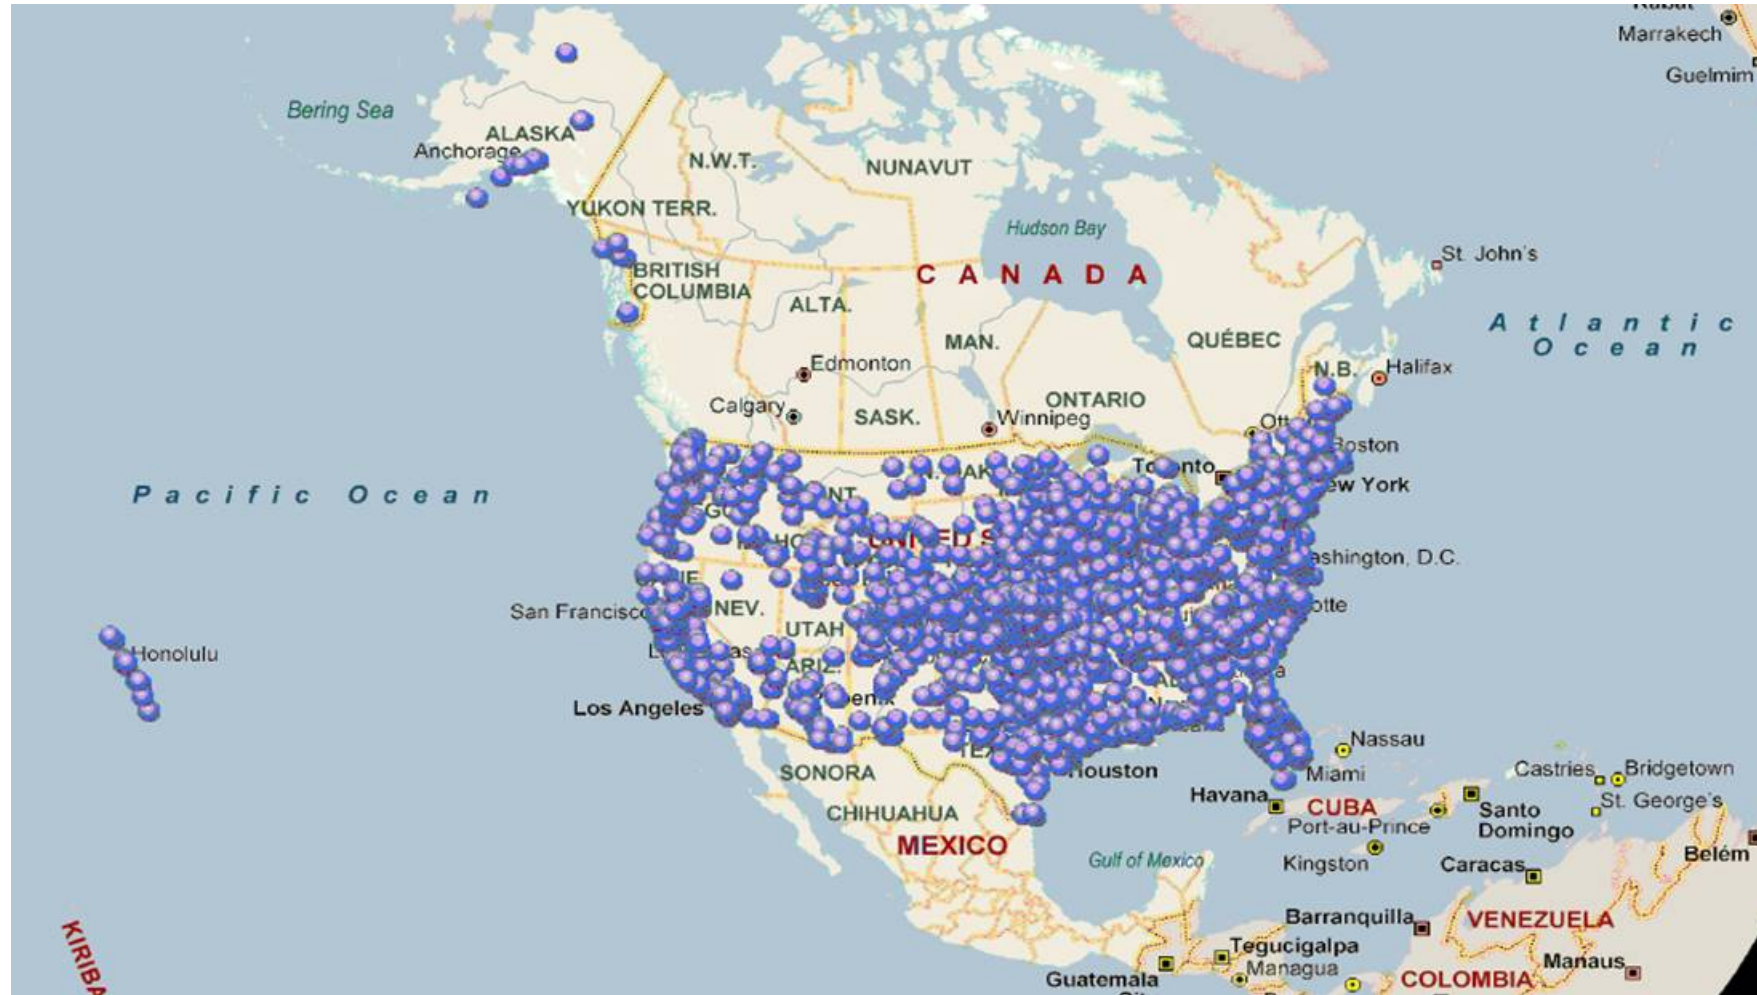 Rabat
Marrakech
Guelmim
Bering Sea
ALASKA
Anchorage
N.W.T.
NUNAVUT
YUKON TERR.
Hudson Bay
St. John's
BRITISH
COLUMBIA
CANADA
ALTA.
Atlantic
Ocean
MAN.
QUÉBEC
Edmonton
N.B.
Halifax
Calgary
SASK.
ONTARIO
Winnipeg
Boston
Toronto
New York
Pacific Ocean
UNITED S
Washington, D.C.
San Francisco
NEV.
UTAH
Honolulu
ARIZ.
Los Angeles
Nassau
SONORA
Houston
Miami
Castries
Bridgetown
Havana
CUBA
St. George's
CHIHUAHUA
Port-au-Prince
Santo
Domingo
MEXICO
Gulf of Mexico
Kingston
Caracas
Belém
Barranquilla
VENEZUELA
KIRIBA
Tegucigalpa
Managua
Manaus
Guatemala
COLOMBIA